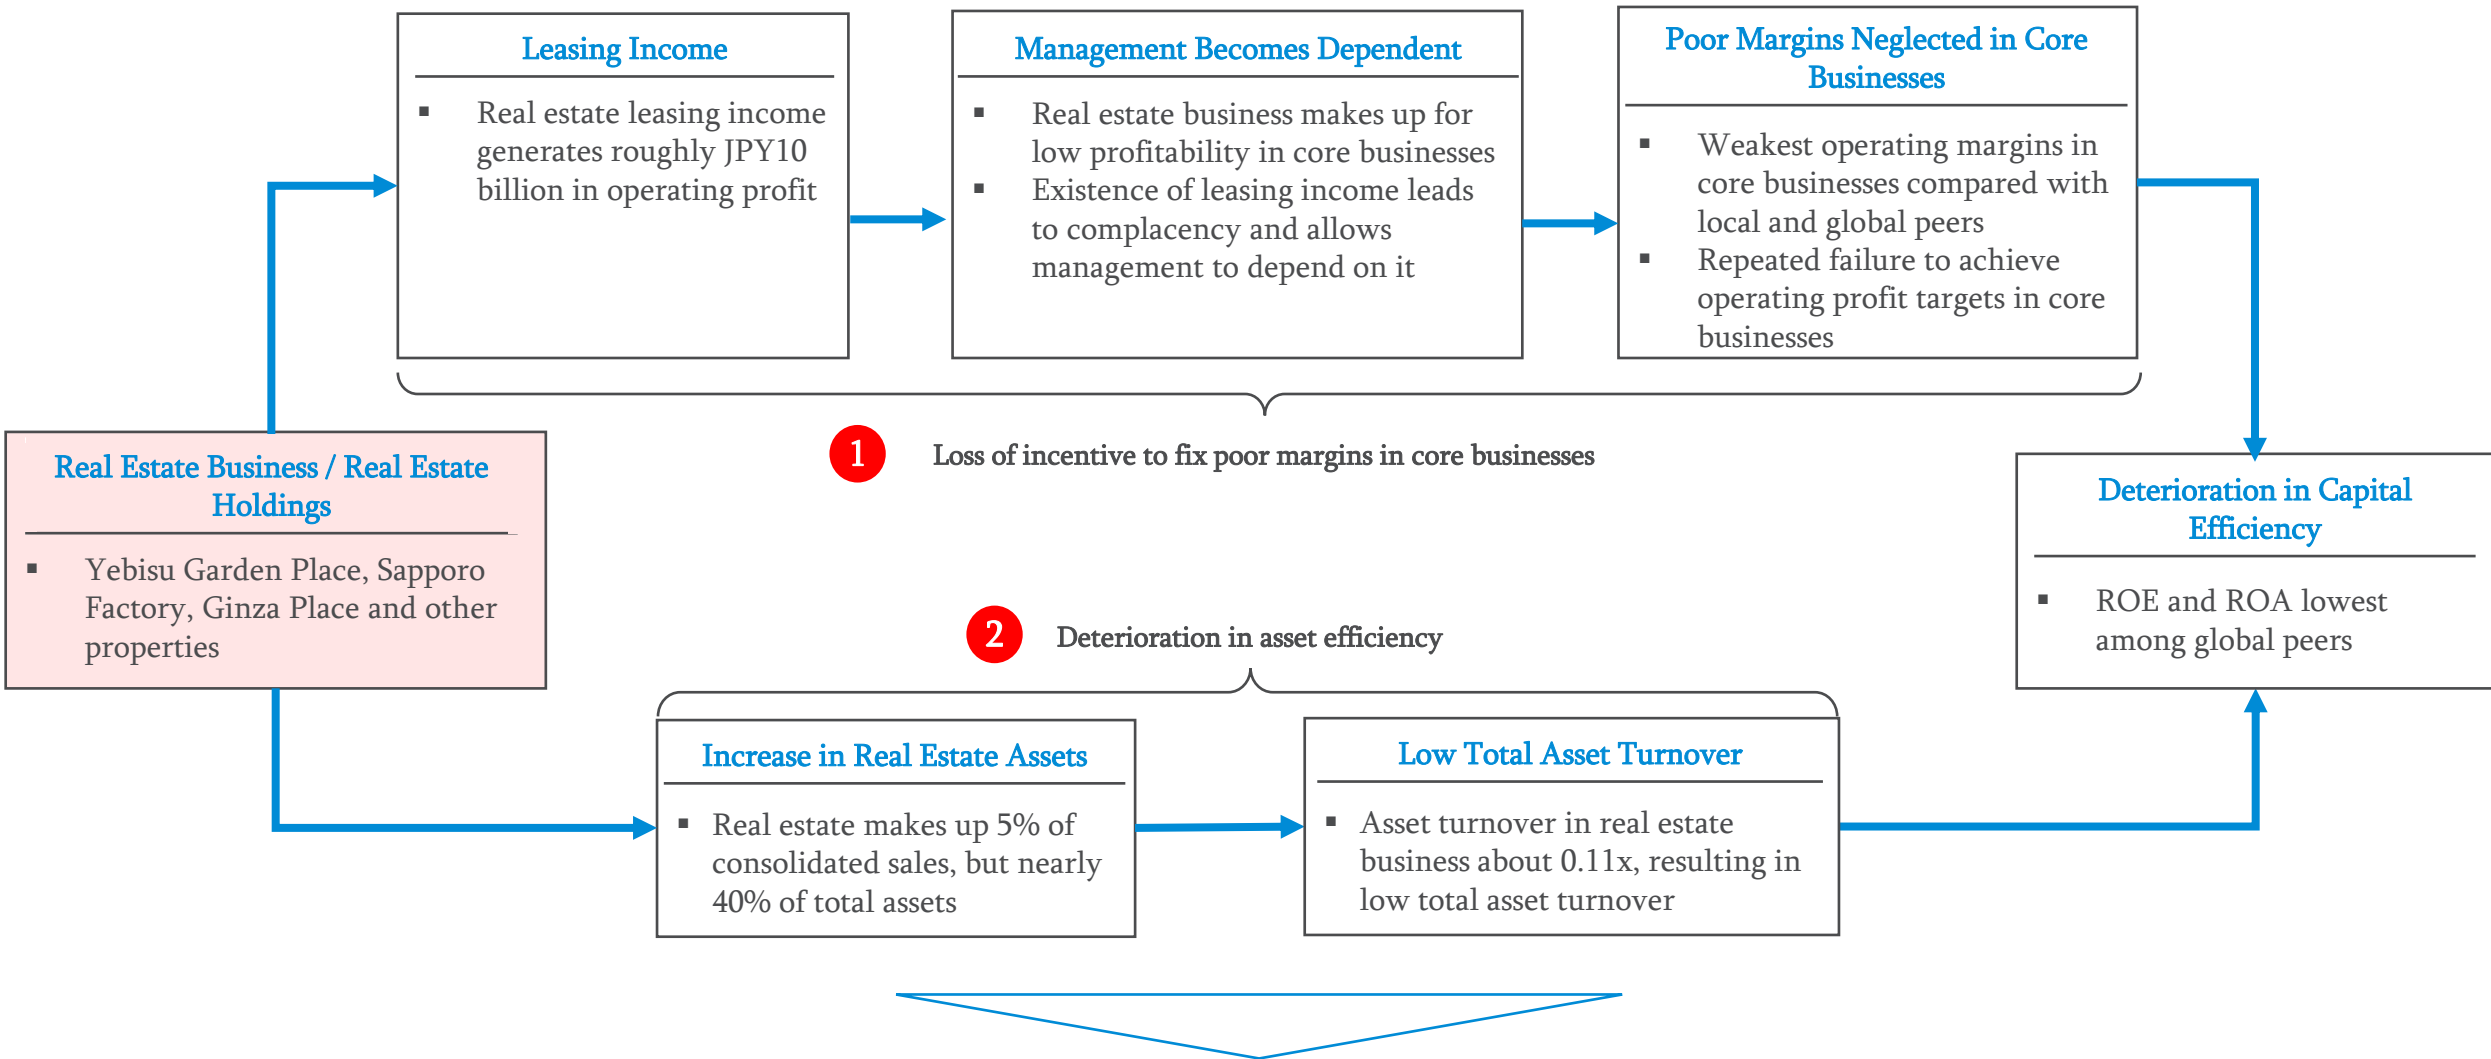 Leasing Income
▪ Real estate leasing income
generates roughly JPY10
billion in operating profit
Management Becomes Dependent
▪ Real estate business makes up for
low profitability in core businesses
▪ Existence of leasing income leads
to complacency and allows
management to depend on it
Poor Margins Neglected in Core
Businesses
▪ Weakest operating margins in
core businesses compared with
local and global peers
▪ Repeated failure to achieve
operating profit targets in core
businesses
1 Loss of incentive to fix poor margins in core businesses
Real Estate Business / Real Estate
Holdings
▪ Yebisu Garden Place, Sapporo
Factory, Ginza Place and other
properties
Deterioration in Capital
Efficiency
▪ ROE and ROA lowest
among global peers
2 Deterioration in asset efficiency
Increase in Real Estate Assets
▪ Real estate makes up 5% of
consolidated sales, but nearly
40% of total assets
Low Total Asset Turnover
▪ Asset turnover in real estate
business about 0.11x, resulting in
low total asset turnover